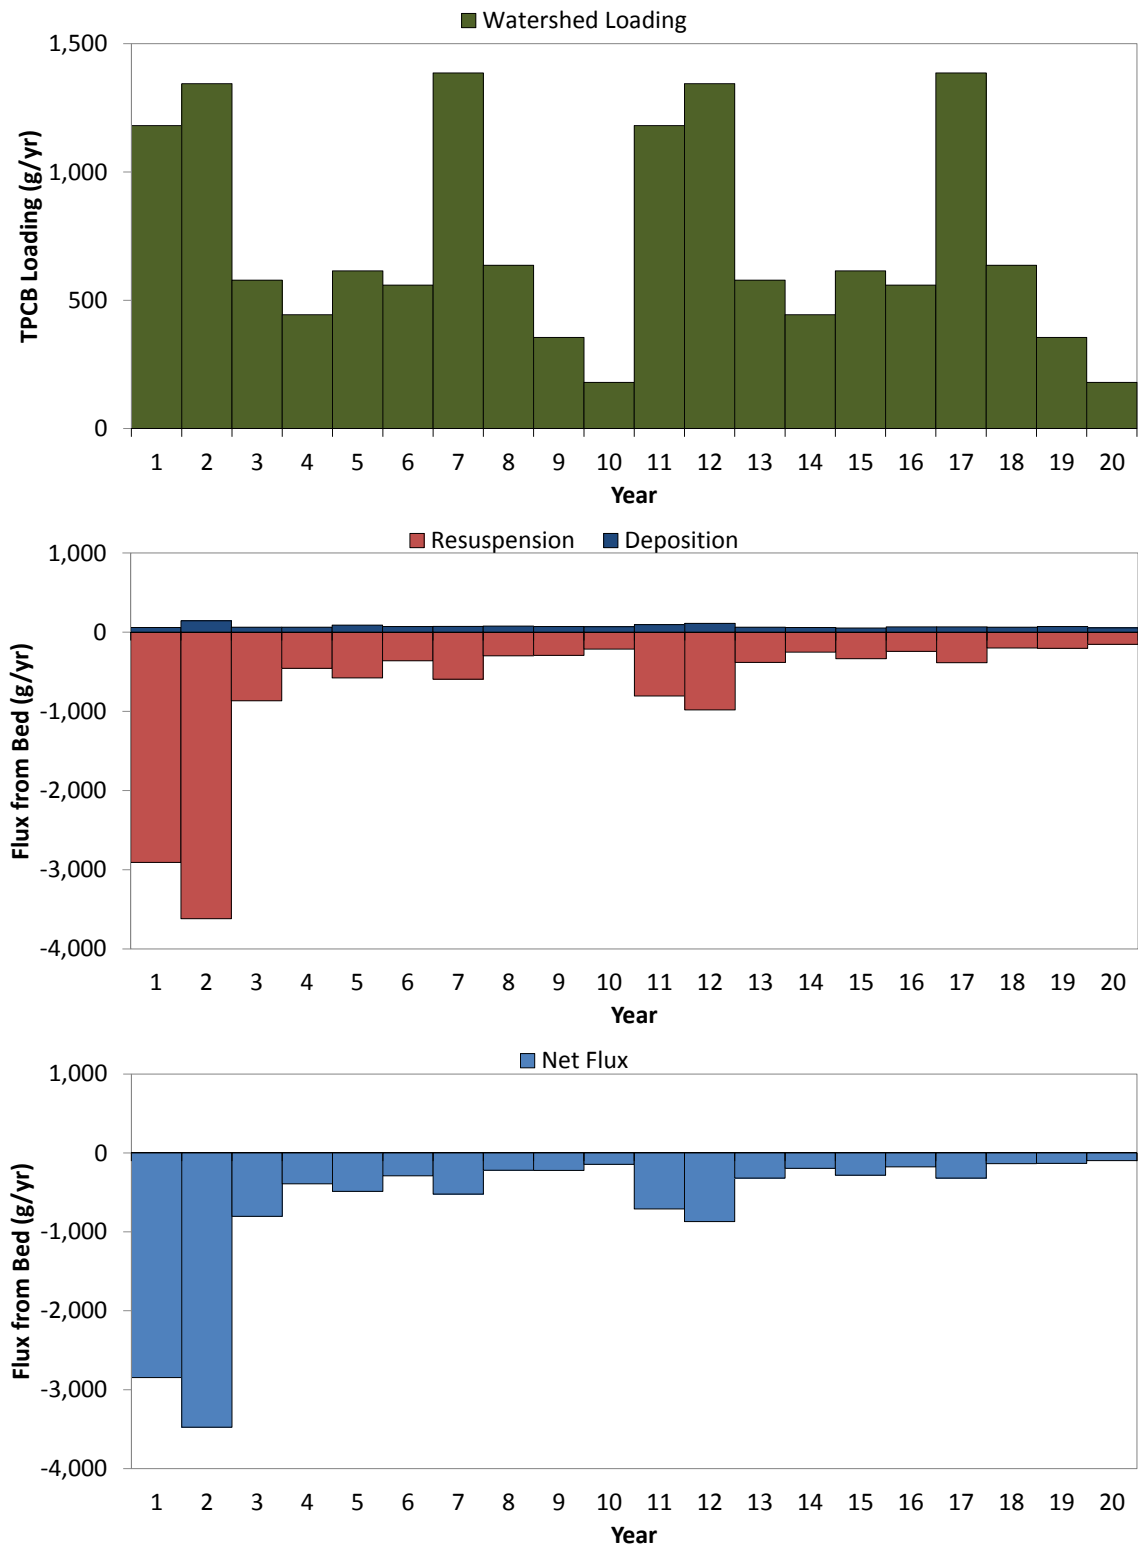 Watershed Loading
1,500
1,000
500
0
TPCB Loading (g/yr)
1 2 3 4 5 6 7 8 9 10 11 12 13 14 15 16 17 18 19 20
Year
Resuspension Deposition
1,000
0
-1,000
-2,000
-3,000
-4,000
Flux from Bed (g/yr)
1 2 3 4 5 6 7 8 9 10 11 12 13 14 15 16 17 18 19 20
Year
Net Flux
1,000
0
-1,000
-2,000
-3,000
-4,000
Flux from Bed (g/yr)
1 2 3 4 5 6 7 8 9 10 11 12 13 14 15 16 17 18 19 20
Year